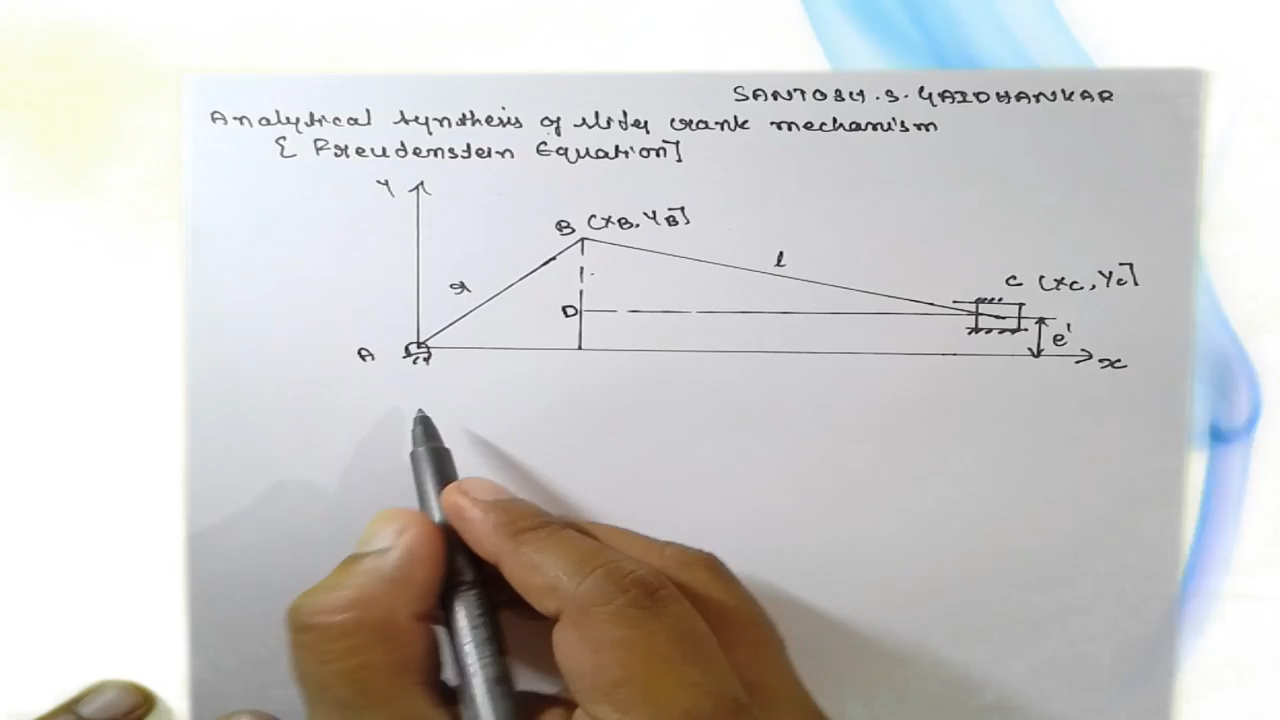 SANTOSH.S.GAIDHANKAR
Analytical synthesis of slider crank mechanism
[Freudenstein Equation]
Y
B (XB, YB)
l
r
C (XC, YC)
D
e'
A
x